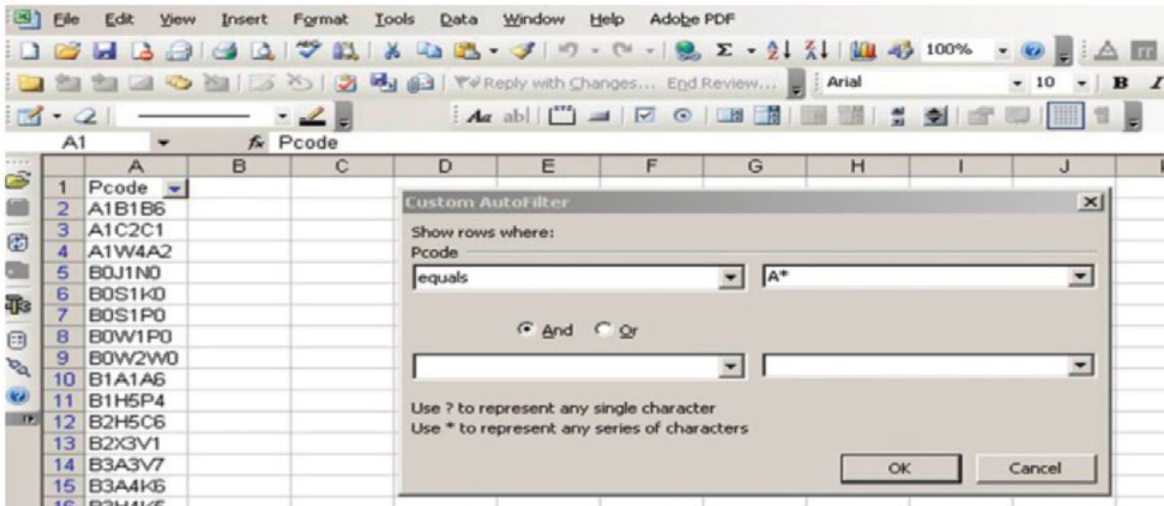 File Edit View Insert Format Tools Data Window Help Adobe PDF
100%
Reply with Changes... End Review... Arial 10 B I
Aa ab|
A1 fx Pcode
A B C D E F G H I J
1 Pcode
2 A1B1B6
3 A1C2C1
4 A1W4A2
5 B0J1N0
6 B0S1K0
7 B0S1P0
8 B0W1P0
9 B0W2W0
10 B1A1A6
11 B1H5P4
12 B2H5C6
13 B2X3V1
14 B3A3V7
15 B3A4K6
Custom AutoFilter
Show rows where:
Pcode
equals A*
And Or
Use ? to represent any single character
Use * to represent any series of characters
OK Cancel